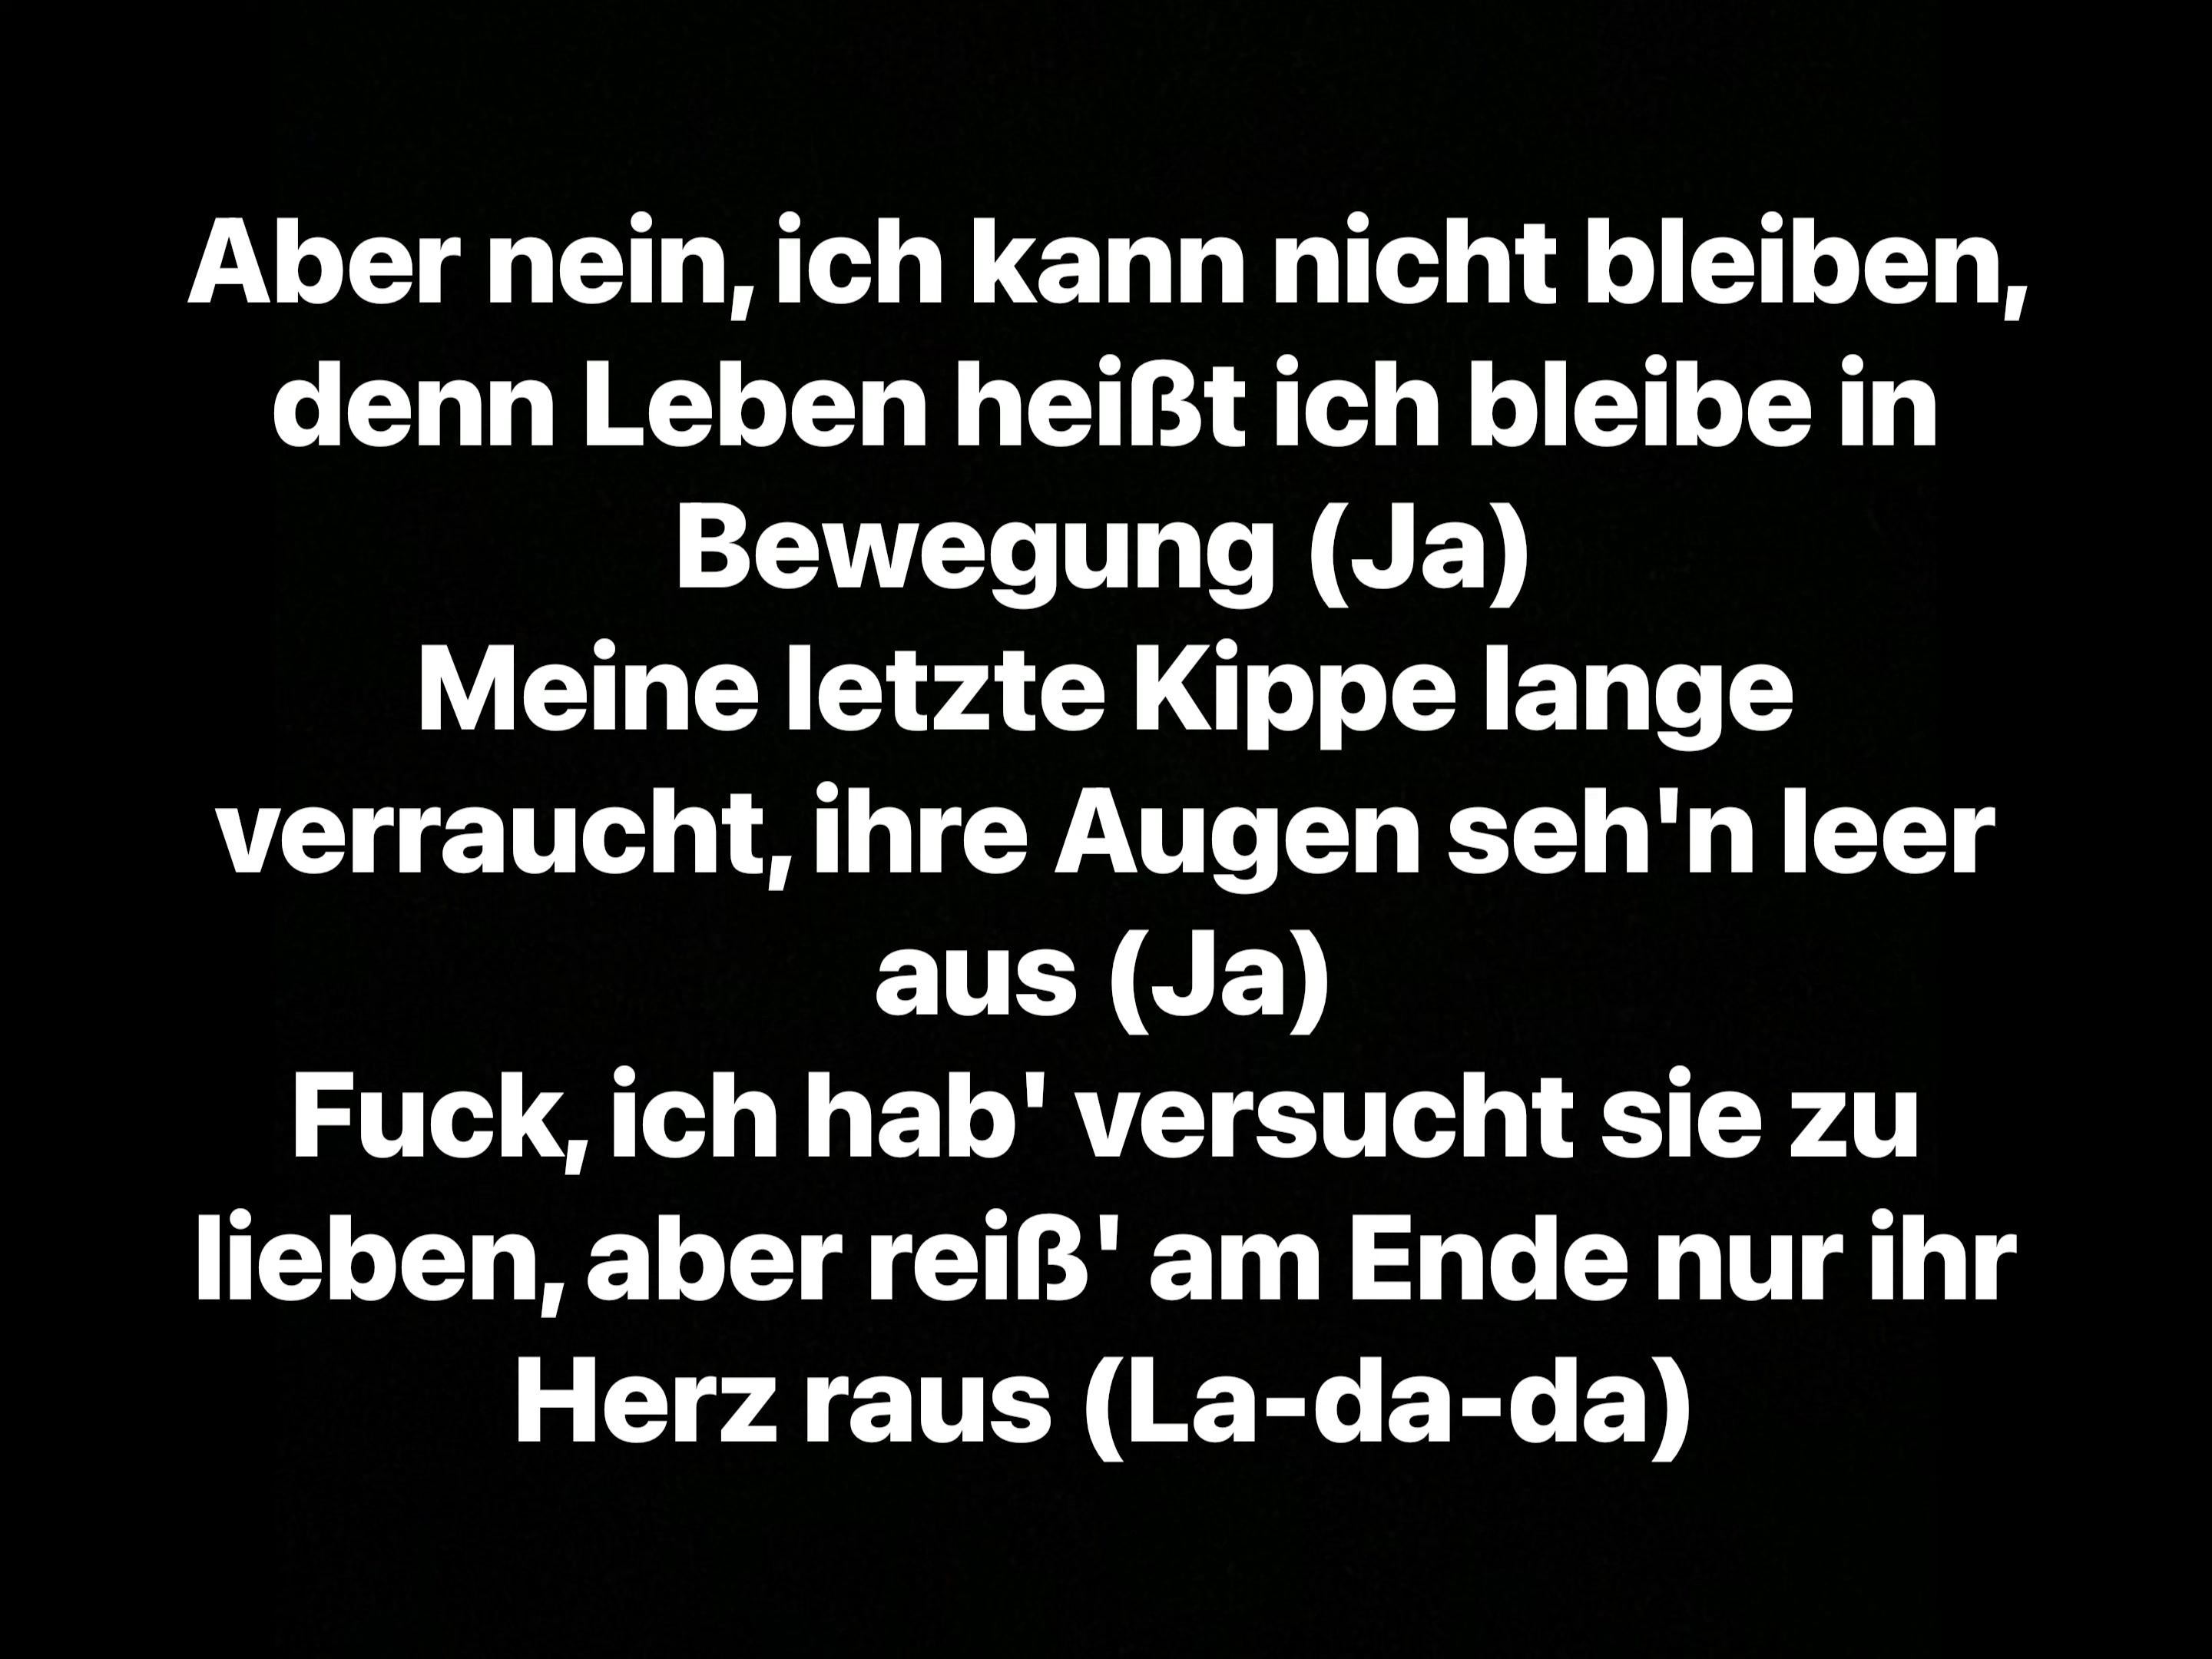 Aber nein, ich kann nicht bleiben,
denn Leben heißt ich bleibe in
Bewegung (Ja)
Meine letzte Kippe lange
verraucht, ihre Augen seh'n leer
aus (Ja)
Fuck, ich hab' versucht sie zu
lieben, aber reiß' am Ende nur ihr
Herz raus (La-da-da)